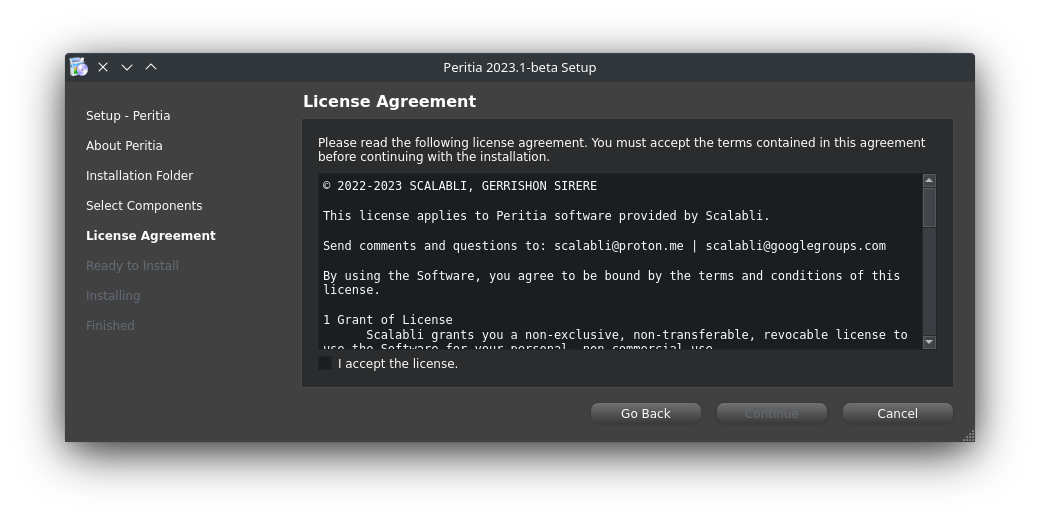 Peritia 2023.1-beta Setup
Setup - Peritia
About Peritia
Installation Folder
Select Components
License Agreement
Ready to Install
Installing
Finished
License Agreement
Please read the following license agreement. You must accept the terms contained in this agreement
before continuing with the installation.
© 2022-2023 SCALABLI, GERRISHON SIRERE
This license applies to Peritia software provided by Scalabli.
Send comments and questions to: scalabli@proton.me | scalabli@googlegroups.com
By using the Software, you agree to be bound by the terms and conditions of this
license.
1 Grant of License
Scalabli grants you a non-exclusive, non-transferable, revocable license to
use the Software for your personal, non-commercial use
I accept the license.
Go Back
Continue
Cancel